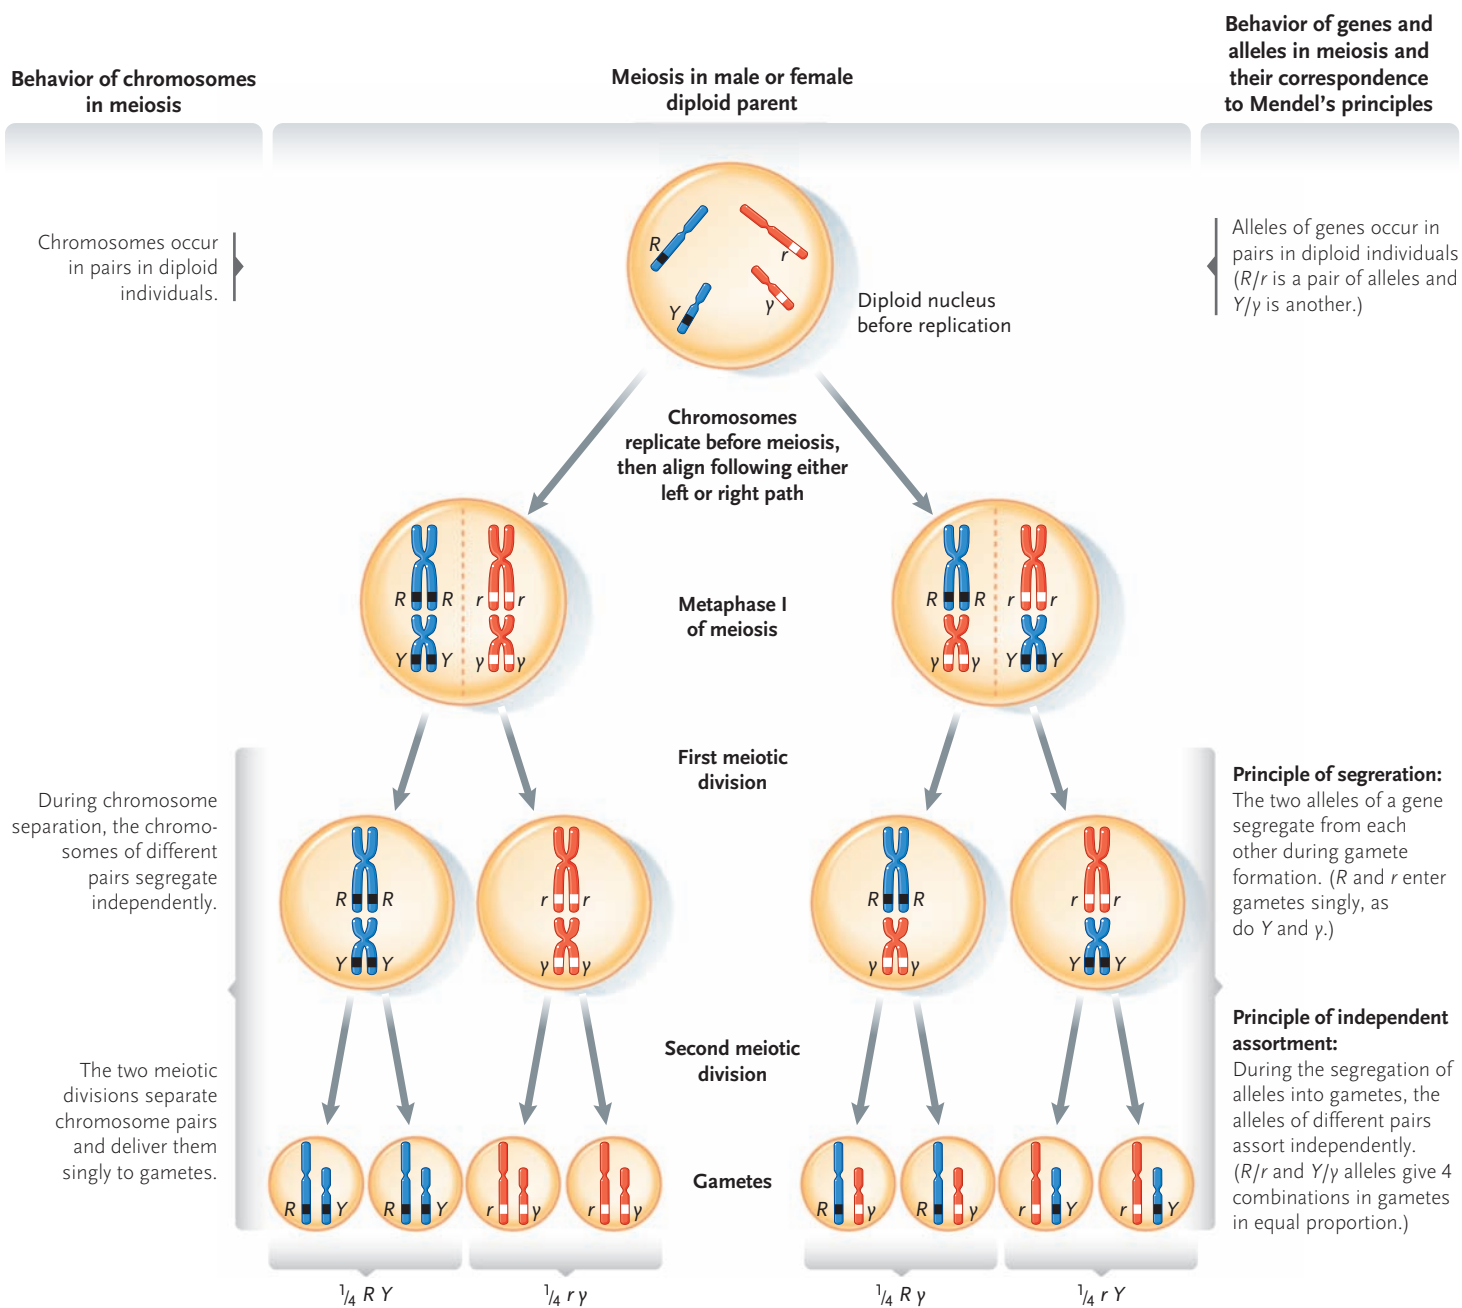 Behavior of chromosomes
in meiosis
Meiosis in male or female
diploid parent
Behavior of genes and
alleles in meiosis and
their correspondence
to Mendel’s principles
Chromosomes occur
in pairs in diploid
individuals.
R
r
Y
y
Diploid nucleus
before replication
Alleles of genes occur in
pairs in diploid individuals
(R/r is a pair of alleles and
Y/y is another.)
Chromosomes
replicate before meiosis,
then align following either
left or right path
R R r r
Y Y y y
Metaphase I
of meiosis
R R r r
y y Y Y
First meiotic
division
During chromosome
separation, the chromo-
somes of different
pairs segregate
independently.
R R
Y Y
r r
y y
R R
y y
r r
Y Y
Principle of segreration:
The two alleles of a gene
segregate from each
other during gamete
formation. (R and r enter
gametes singly, as
do Y and y.)
The two meiotic
divisions separate
chromosome pairs
and deliver them
singly to gametes.
Second meiotic
division
Principle of independent
assortment:
During the segregation of
alleles into gametes, the
alleles of different pairs
assort independently.
(R/r and Y/y alleles give 4
combinations in gametes
in equal proportion.)
R Y
R Y
r y
r y
Gametes
R y
R y
r Y
r Y
1/4 R Y
1/4 r y
1/4 R y
1/4 r Y